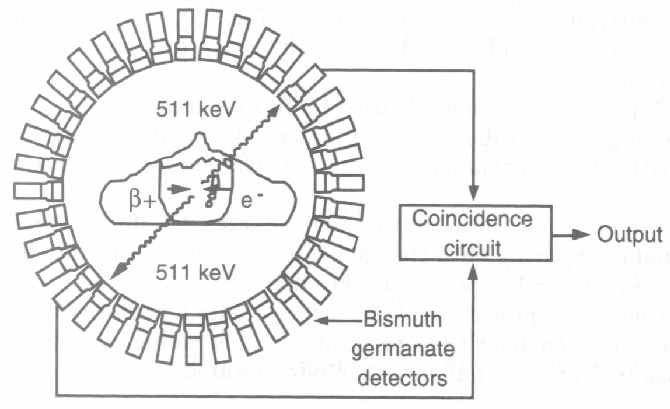 511 keV
β+
e-
511 keV
Coincidence
circuit
Output
Bismuth
germanate
detectors